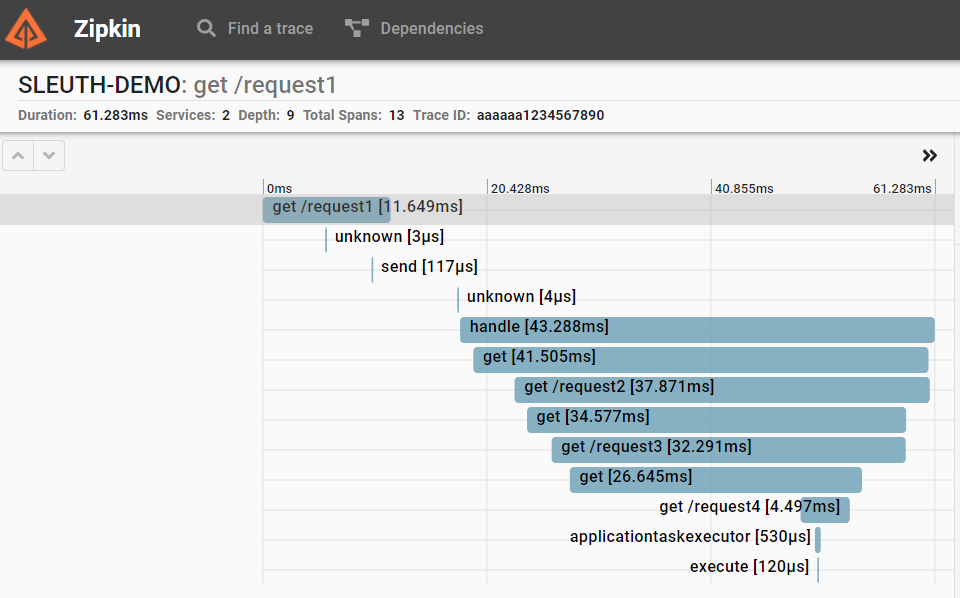 Zipkin Find a trace Dependencies
SLEUTH-DEMO: get /request1
Duration: 61.283ms Services: 2 Depth: 9 Total Spans: 13 Trace ID: aaaaaa1234567890
0ms 20.428ms 40.855ms 61.283ms
get /request1 [11.649ms]
unknown [3μs]
send [117μs]
unknown [4μs]
handle [43.288ms]
get [41.505ms]
get /request2 [37.871ms]
get [34.577ms]
get /request3 [32.291ms]
get [26.645ms]
get /request4 [4.497ms]
applicationtaskexecutor [530μs]
execute [120μs]